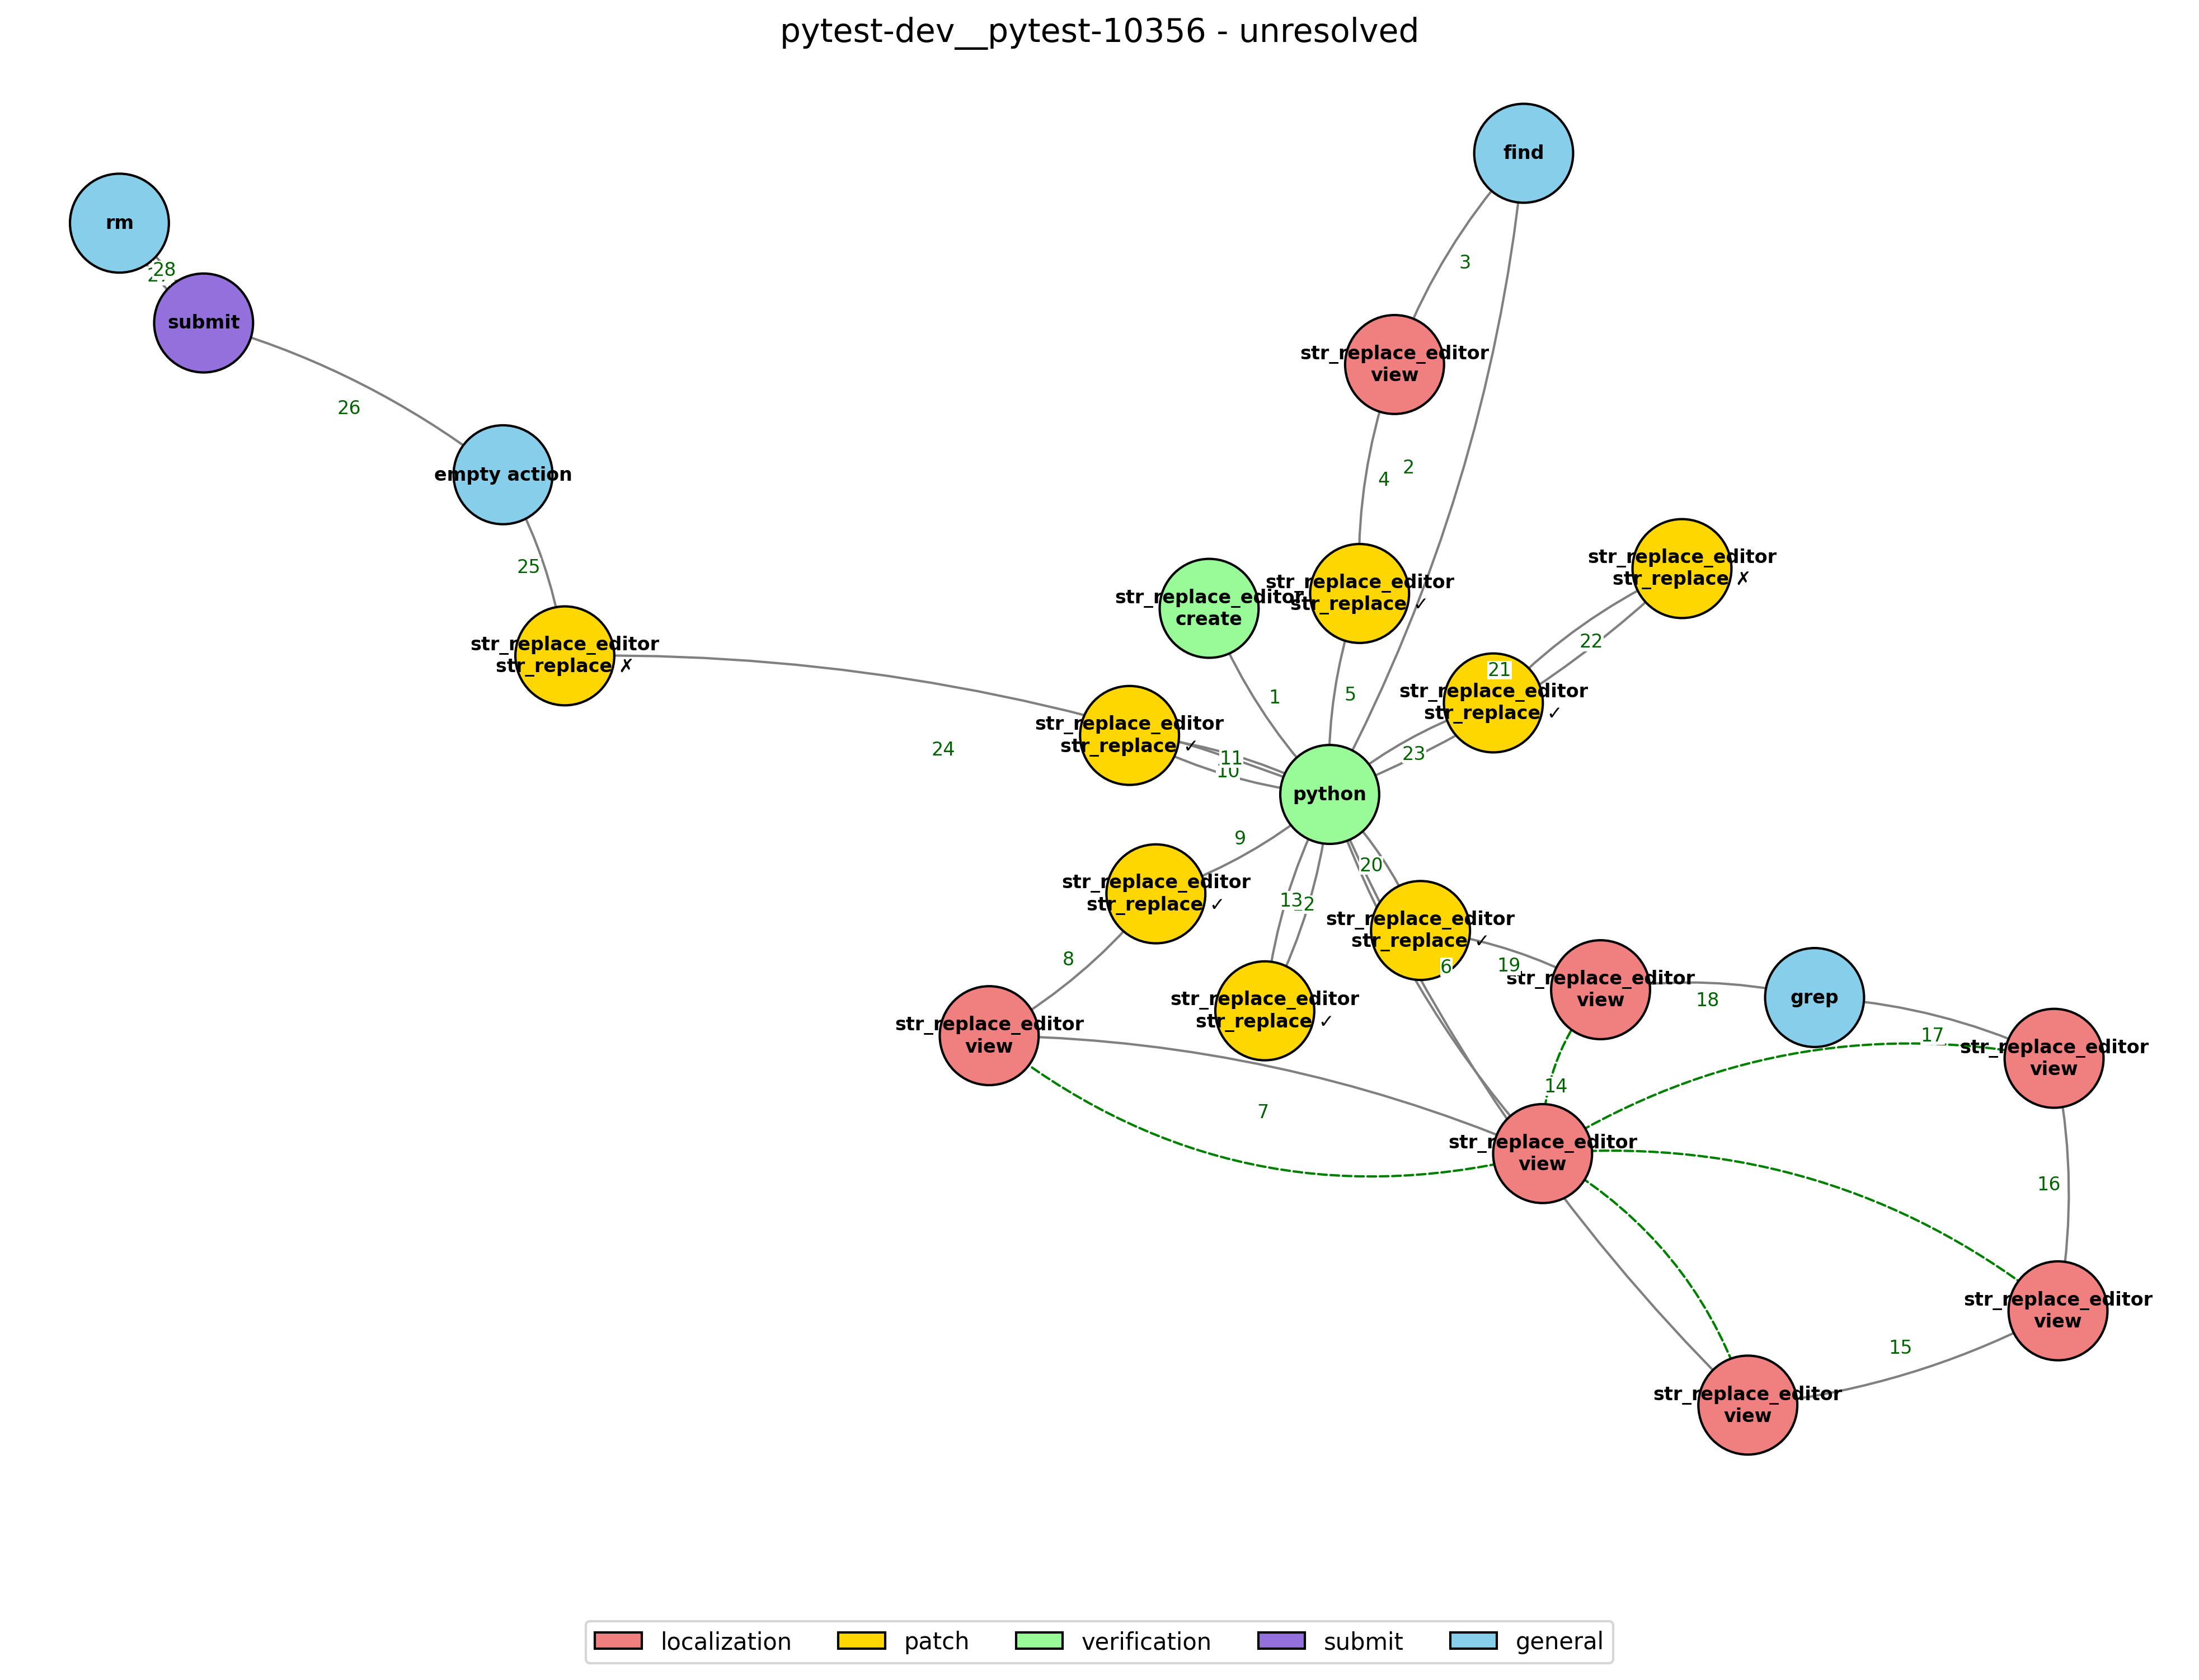 pytest-dev__pytest-10356 - unresolved
find
rm
28
submit
3
str_replace_editor
view
26
2
4
empty action
25
str_replace_editor
str_replace ✗
str_replace_editor
str_replace ✓
str_replace_editor
create
22
str_replace_editor
str_replace ✗
21
1
5
str_replace_editor
str_replace ✓
str_replace_editor
str_replace ✓
24
11
10
23
python
9
20
str_replace_editor
str_replace ✓
13
str_replace_editor
str_replace ✓
8
6
19
str_replace_editor
view
18
grep
str_replace_editor
str_replace ✓
str_replace_editor
view
17
str_replace_editor
view
14
7
str_replace_editor
view
16
str_replace_editor
view
15
str_replace_editor
view
localization
patch
verification
submit
general